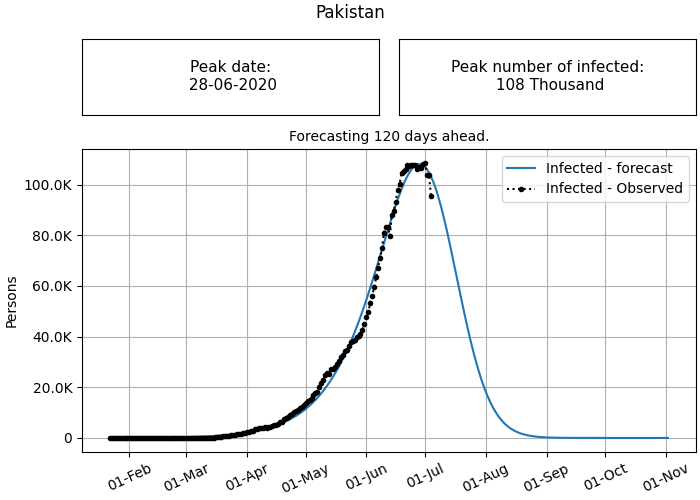 Pakistan
Peak date:
28-06-2020
Peak number of infected:
108 Thousand
Forecasting 120 days ahead.
Infected - forecast
Infected - Observed
100.0K
80.0K
60.0K
40.0K
20.0K
0
Persons
01-Feb
01-Mar
01-Apr
01-May
01-Jun
01-Jul
01-Aug
01-Sep
01-Oct
01-Nov